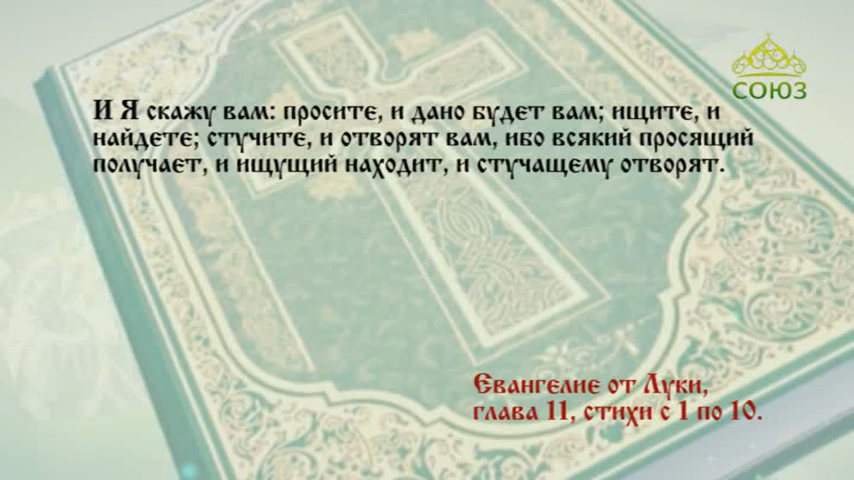 СОЮЗ
И Я скажу вам: просите, и дано будет вам; ищите, и
найдете; стучите, и отворят вам, ибо всякий просящий
получает, и ищущий находит, и стучащему отворят.
Евангелие от Луки,
глава 11, стихи с 1 по 10.